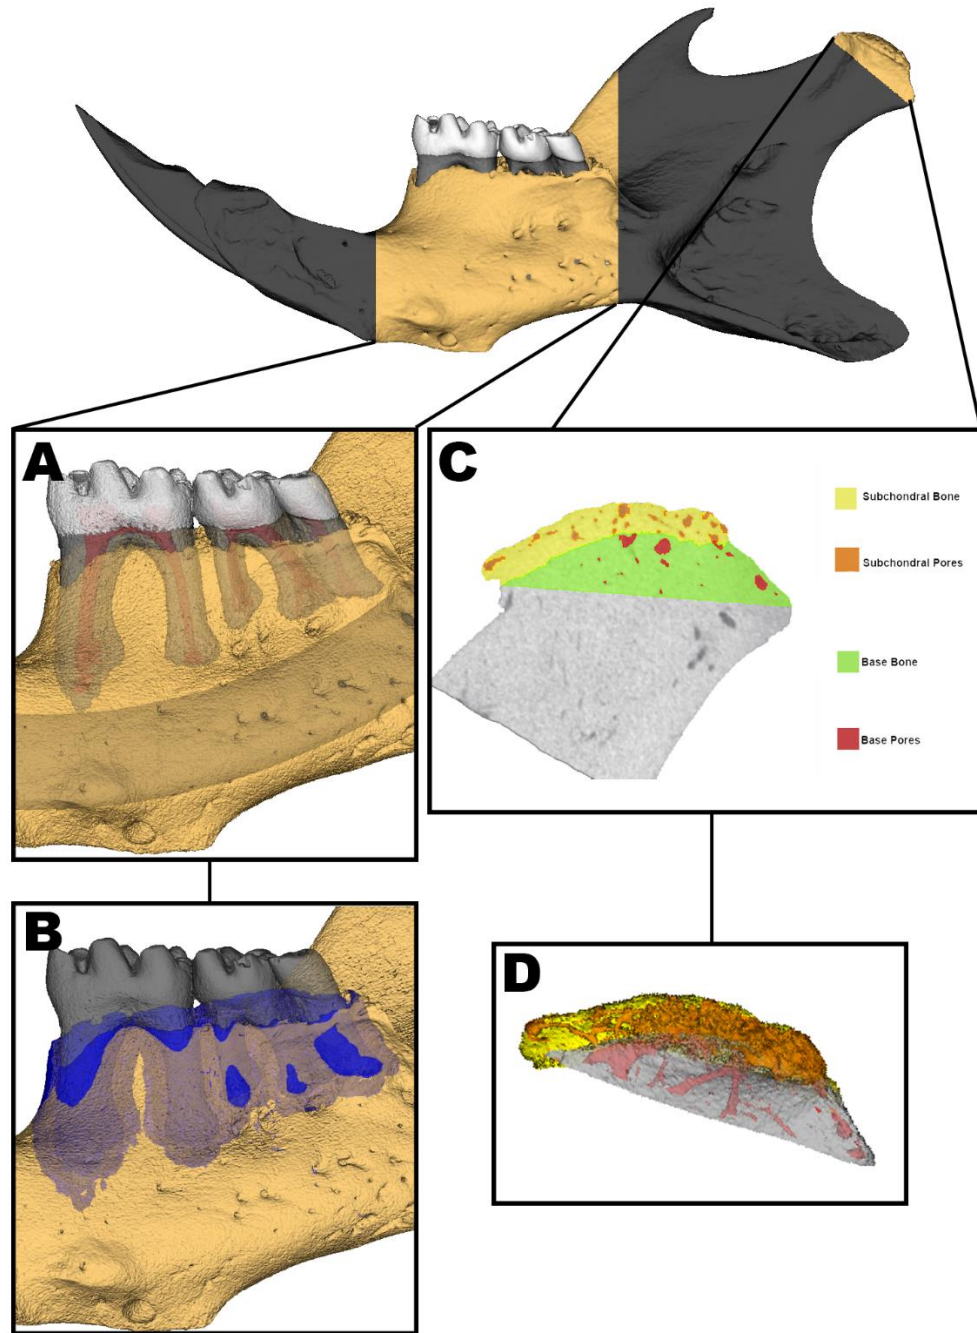 A
C
Subchondral Bone
Subchondral Pores
Base Bone
Base Pores
B
D